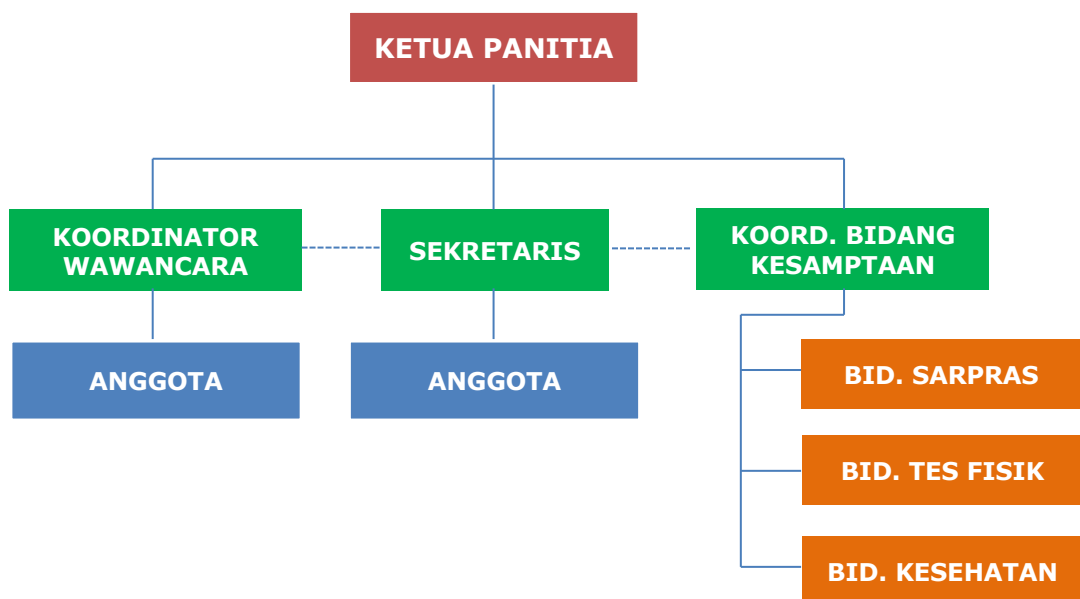 KETUA PANITIA
KOORDINATOR
WAWANCARA
SEKRETARIS
KOORD. BIDANG
KESAMPTAAN
ANGGOTA
ANGGOTA
BID. SARPRAS
BID. TES FISIK
BID. KESEHATAN